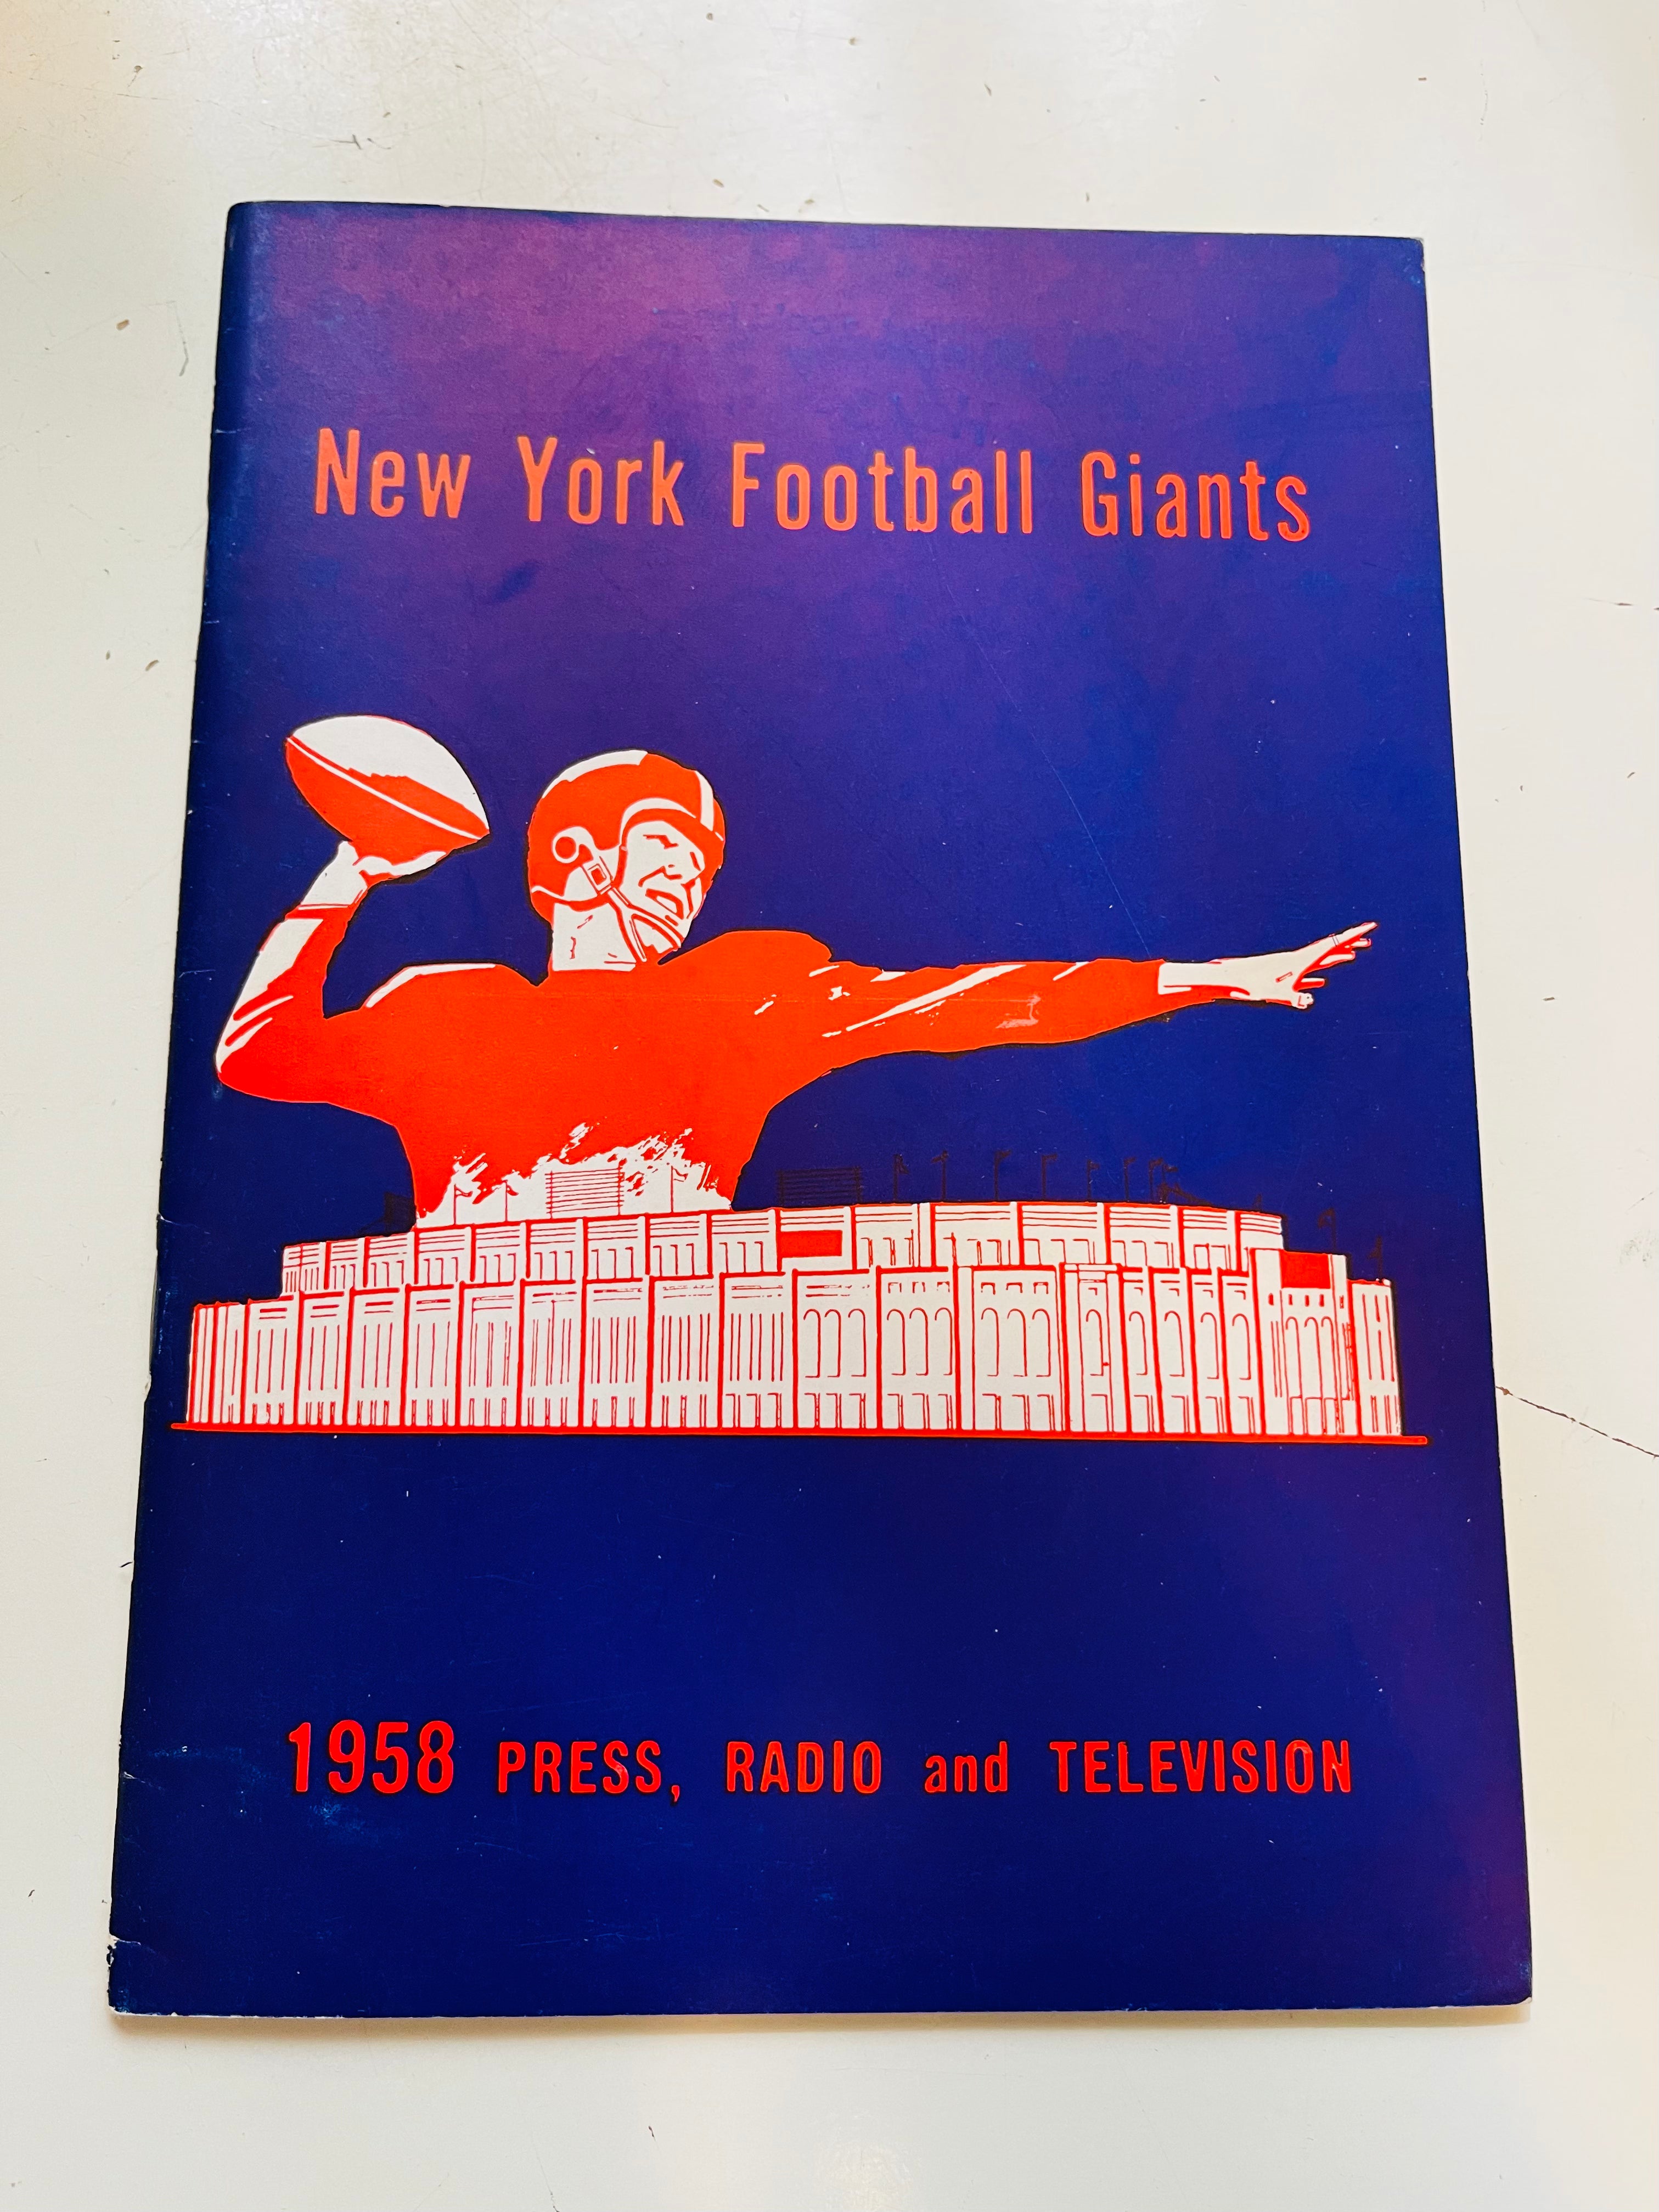 New York Football Giants
1958 PRESS, RADIO and TELEVISION